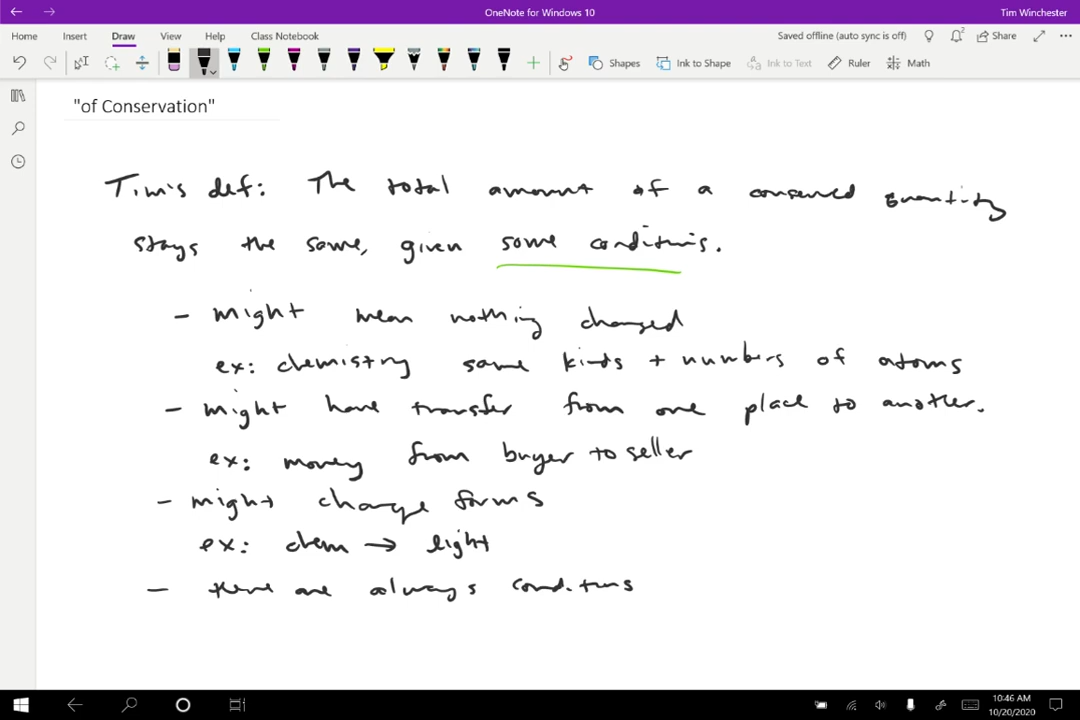 OneNote for Windows 10
Tim Winchester
Home Insert Draw View Help Class Notebook
Saved offline (auto sync is off)
2
Share
Shapes
Ink to Shape
Ink to Text
Ruler
Math
"of Conservation"
Tim's def: The total amount of a conserved quantity
stays the same, given some conditions.
- might mean nothing changed
ex: chemistry same kinds + numbers of atoms
- might have transfer from one place to another.
ex: money from buyer to seller
- might change forms
ex: chem → light
- there are always conditions
10:46 AM
10/20/2020